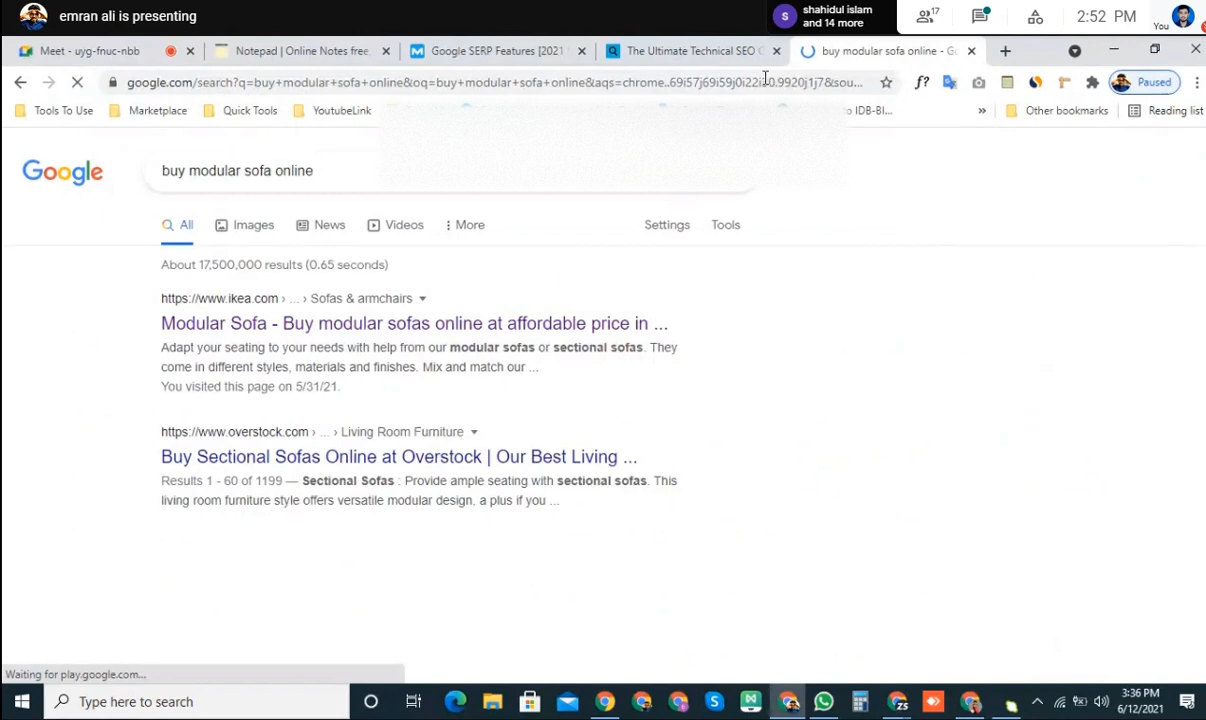 emran ali is presenting
shahidul islam
and 14 more
S
17
2:52 PM
You
Meet - uyg-fnuc-nbb
Notepad | Online Notes free,
Google SERP Features [2021
The Ultimate Technical SEO C
buy modular sofa online - Go
google.com/search?q=buy+modular+sofa+online&oq=buy+modular+sofa+online&aqs=chrome..69i57j69i59j0i22i30.9920j1j7&sou...
Paused
Tools To Use
Marketplace
Quick Tools
YoutubeLink
to IDB-BI...
»
Other bookmarks
Reading list
Google
buy modular sofa online
All
Images
News
Videos
More
Settings
Tools
About 17,500,000 results (0.65 seconds)
https://www.ikea.com › ... › Sofas & armchairs
Modular Sofa - Buy modular sofas online at affordable price in ...
Adapt your seating to your needs with help from our modular sofas or sectional sofas. They
come in different styles, materials and finishes. Mix and match our ...
You visited this page on 5/31/21.
https://www.overstock.com › ... › Living Room Furniture
Buy Sectional Sofas Online at Overstock | Our Best Living ...
Results 1 - 60 of 1199 — Sectional Sofas : Provide ample seating with sectional sofas. This
living room furniture style offers versatile modular design, a plus if you ...
Waiting for play.google.com...
Type here to search
3:36 PM
6/12/2021